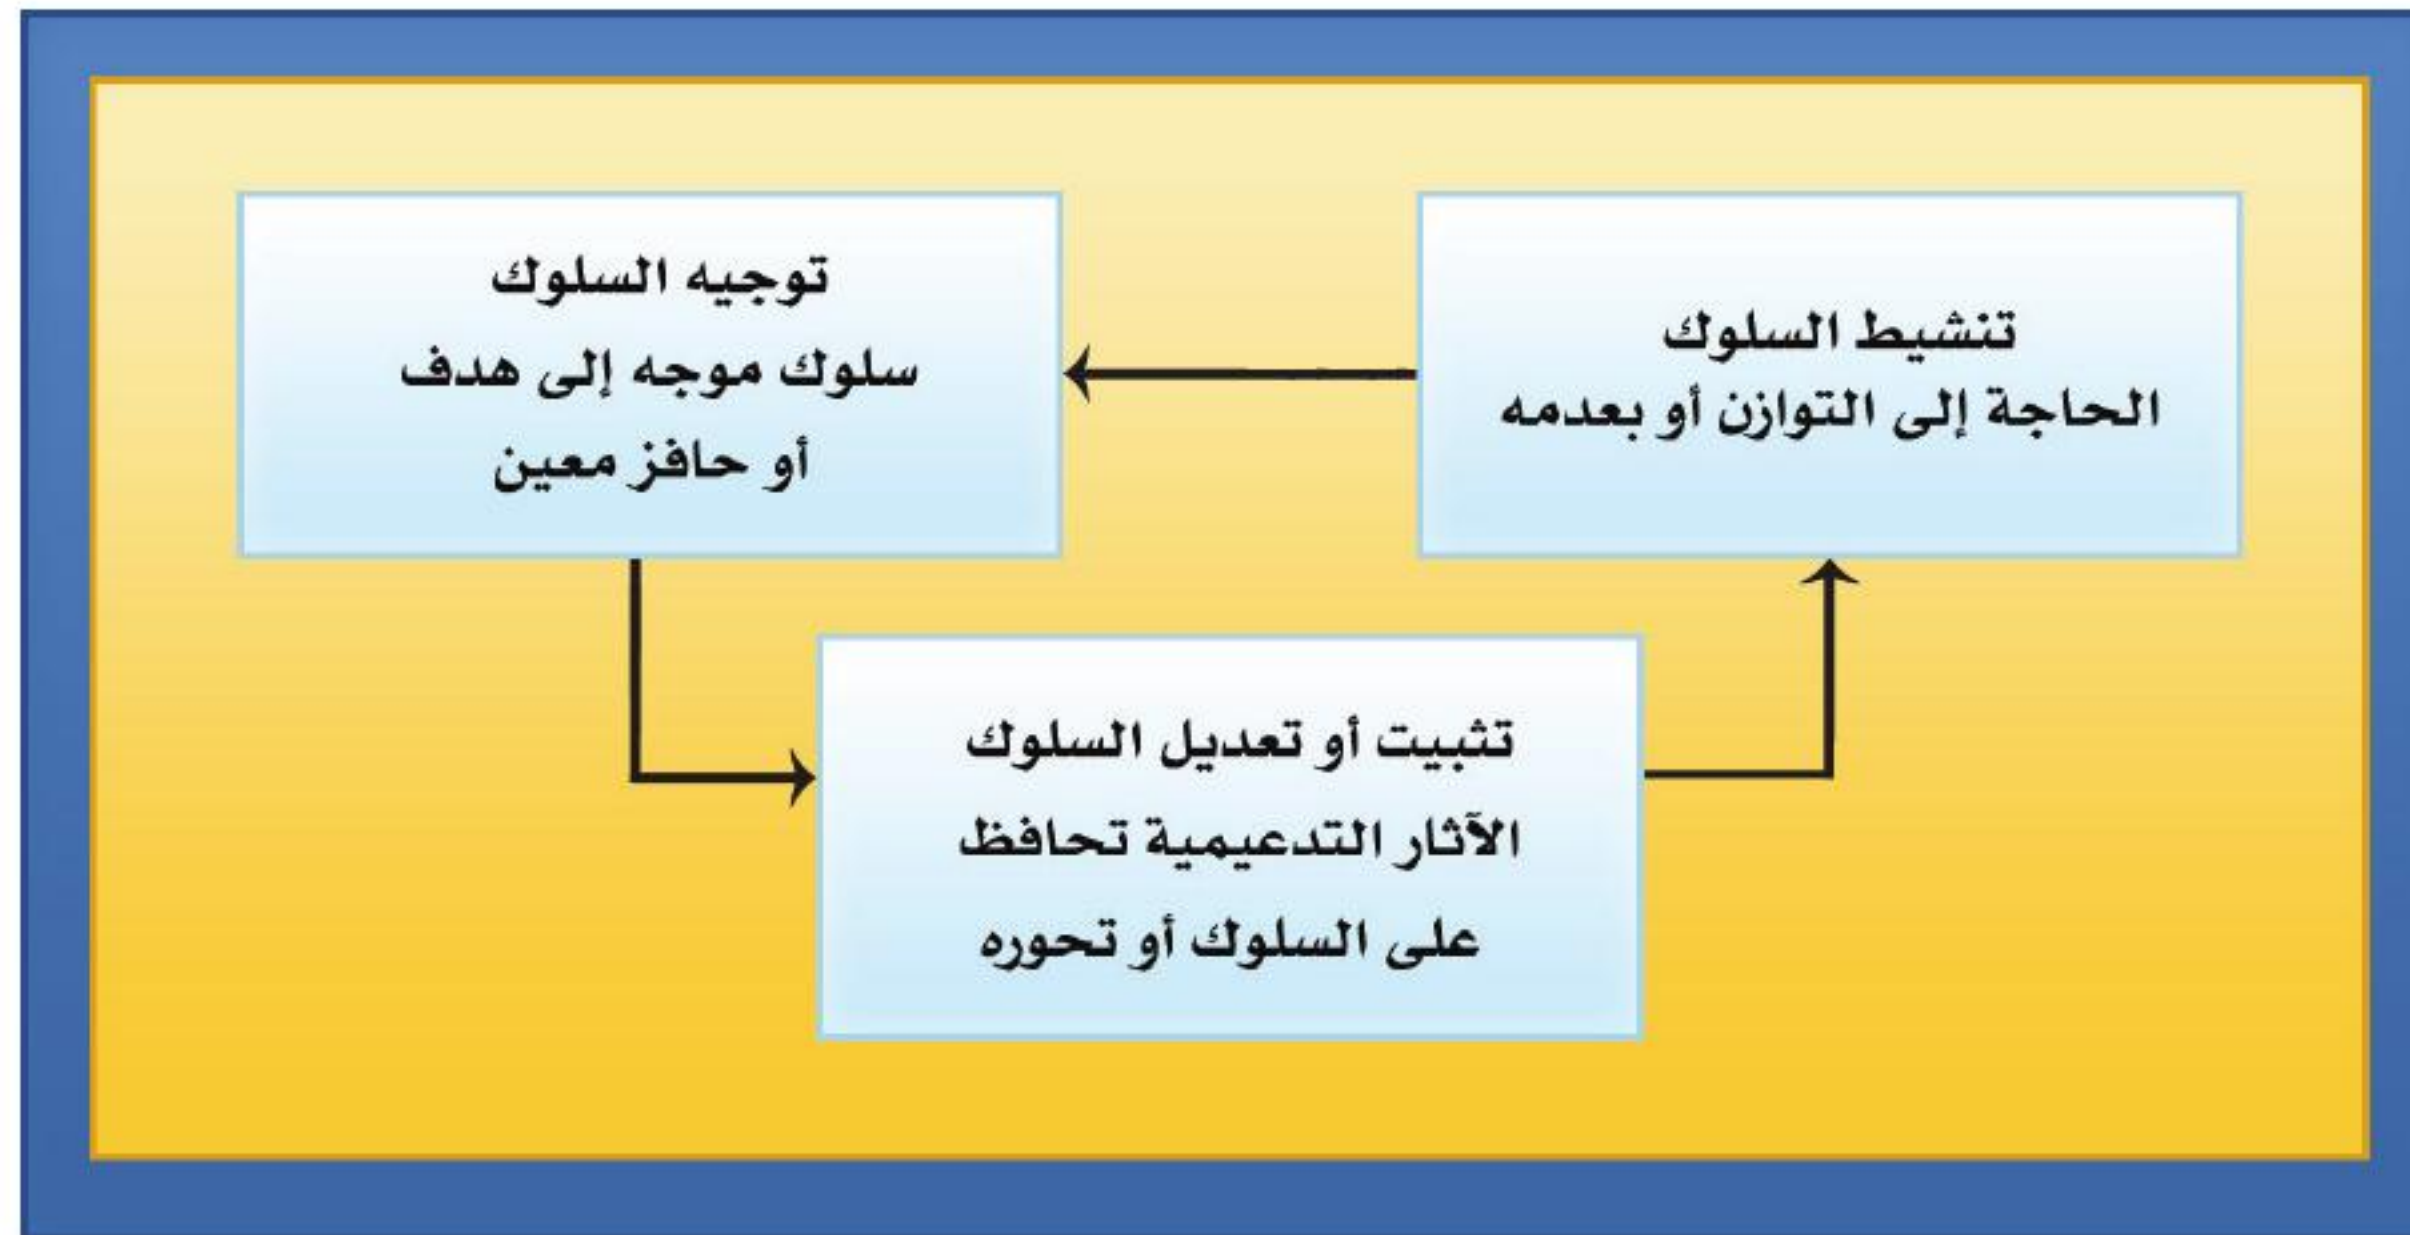 تنشيط السلوك
الحاجة إلى التوازن أو بعدمه
توجيه السلوك
سلوك موجه إلى هدف
أو حافز معين
تثبيت أو تعديل السلوك
الآثار التدعيمية تحافظ
على السلوك أو تحوره